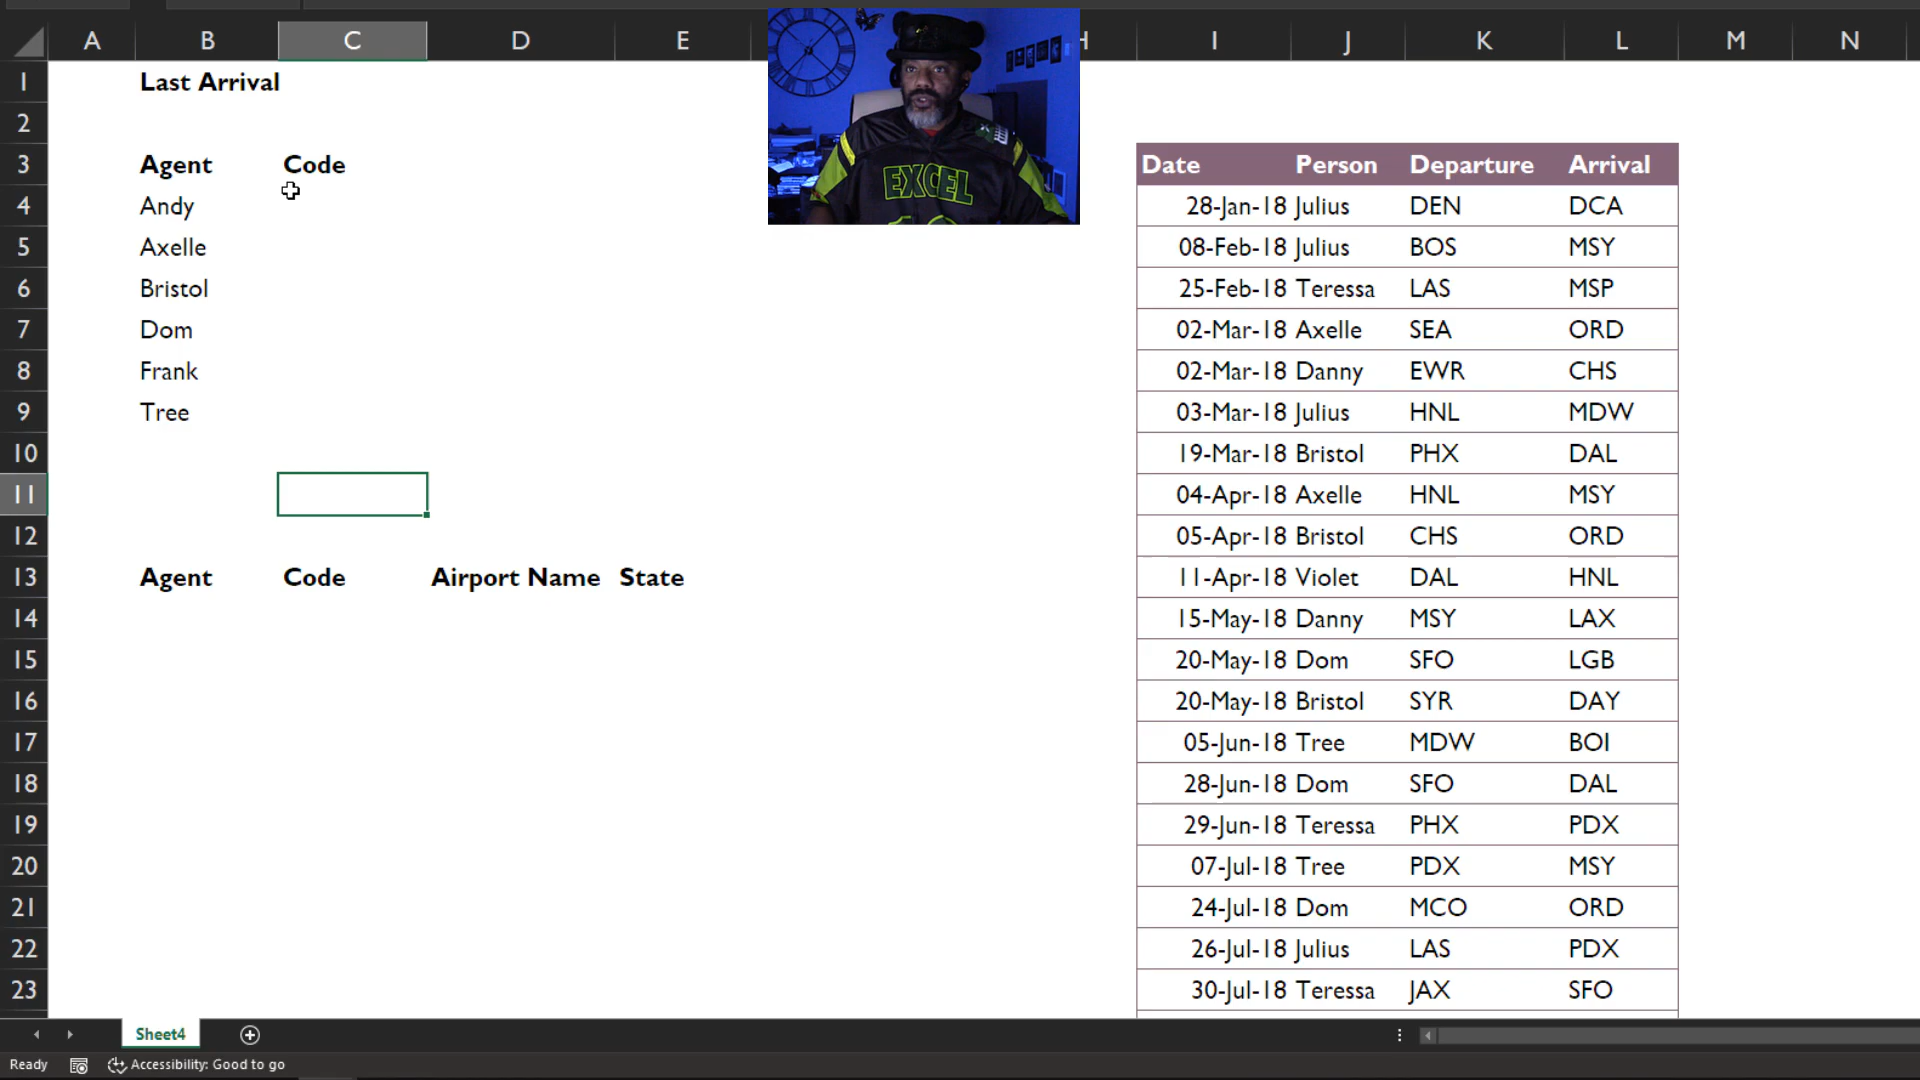 A B C D E H I J K L M N
1 Last Arrival
2
3 Agent Code Date Person Departure Arrival
4 Andy 28-Jan-18 Julius DEN DCA
5 Axelle 08-Feb-18 Julius BOS MSY
6 Bristol 25-Feb-18 Teressa LAS MSP
7 Dom 02-Mar-18 Axelle SEA ORD
8 Frank 02-Mar-18 Danny EWR CHS
9 Tree 03-Mar-18 Julius HNL MDW
10 19-Mar-18 Bristol PHX DAL
11 04-Apr-18 Axelle HNL MSY
12 05-Apr-18 Bristol CHS ORD
13 Agent Code Airport Name State 11-Apr-18 Violet DAL HNL
14 15-May-18 Danny MSY LAX
15 20-May-18 Dom SFO LGB
16 20-May-18 Bristol SYR DAY
17 05-Jun-18 Tree MDW BOI
18 28-Jun-18 Dom SFO DAL
19 29-Jun-18 Teressa PHX PDX
20 07-Jul-18 Tree PDX MSY
21 24-Jul-18 Dom MCO ORD
22 26-Jul-18 Julius LAS PDX
23 30-Jul-18 Teressa JAX SFO
EXCEL
Sheet4
Ready Accessibility: Good to go